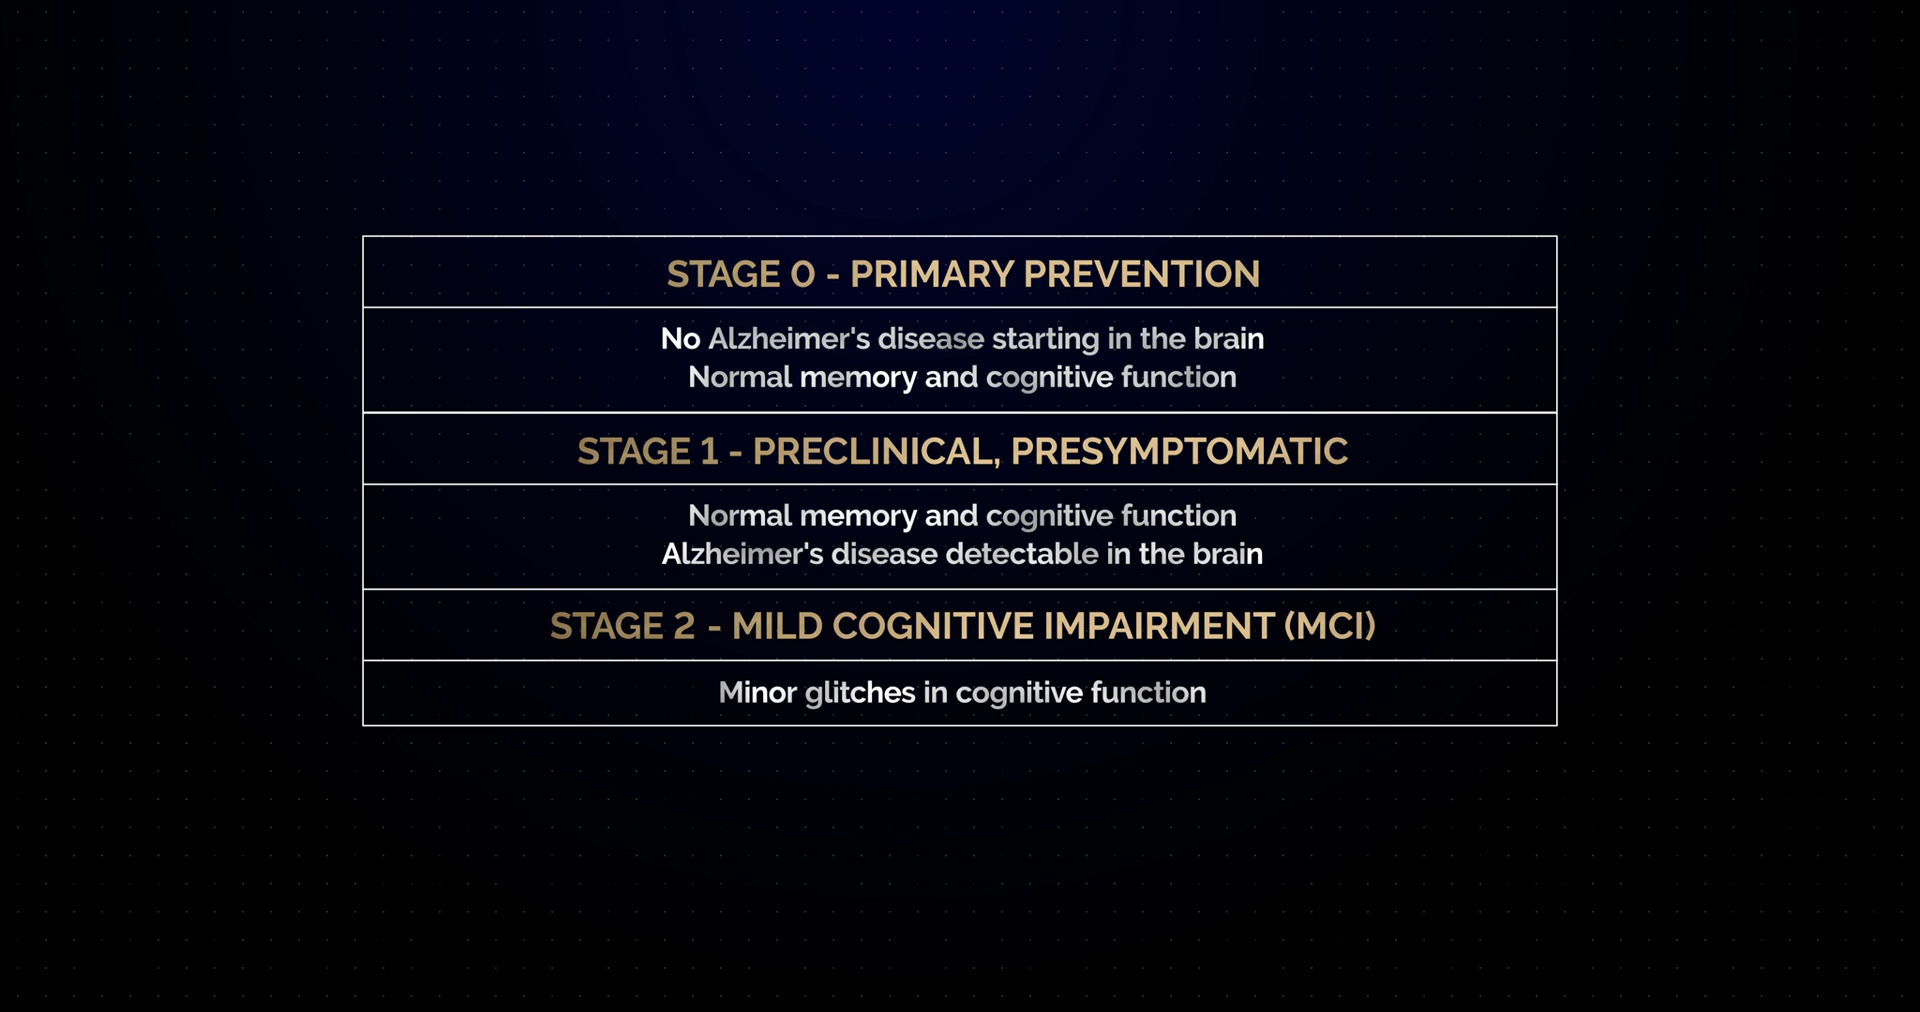 STAGE 0 - PRIMARY PREVENTION
No Alzheimer's disease starting in the brain
Normal memory and cognitive function
STAGE 1 - PRECLINICAL, PRESYMPTOMATIC
Normal memory and cognitive function
Alzheimer's disease detectable in the brain
STAGE 2 - MILD COGNITIVE IMPAIRMENT (MCI)
Minor glitches in cognitive function